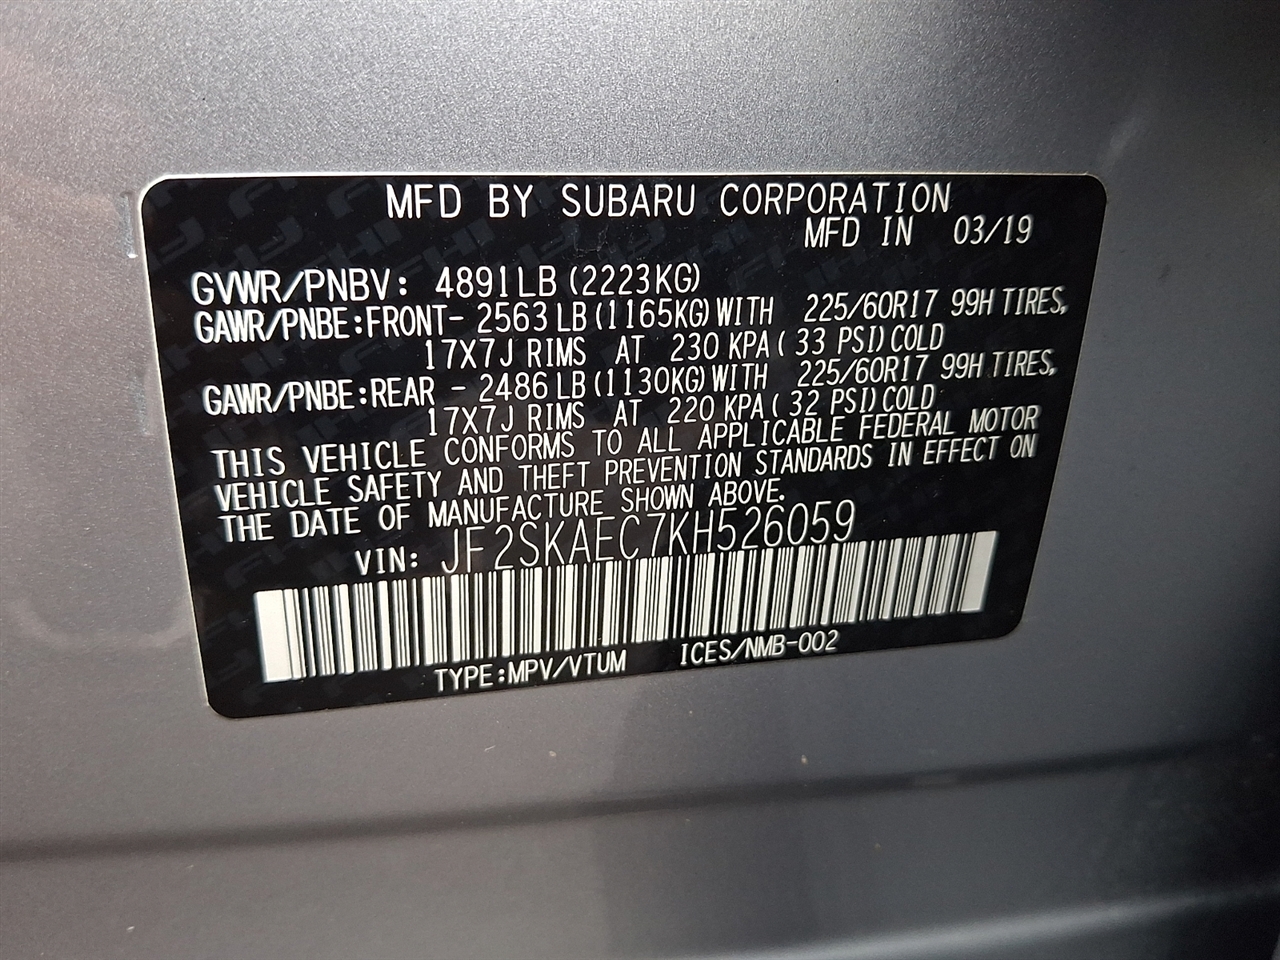 MFD BY SUBARU CORPORATION
MFD IN 03/19
GVWR/PNBV: 4891LB (2223KG)
GAWR/PNBE:FRONT- 2563 LB (1165KG) WITH 225/60R17 99H TIRES,
17X7J RIMS AT 230 KPA ( 33 PSI) COLD
GAWR/PNBE:REAR - 2486 LB (1130KG) WITH 225/60R17 99H TIRES,
17X7J RIMS AT 220 KPA ( 32 PSI) COLD
THIS VEHICLE CONFORMS TO ALL APPLICABLE FEDERAL MOTOR
VEHICLE SAFETY AND THEFT PREVENTION STANDARDS IN EFFECT ON
THE DATE OF MANUFACTURE SHOWN ABOVE.
VIN: JF2SKAEC7KH526059
TYPE:MPV/VTUM ICES/NMB-002